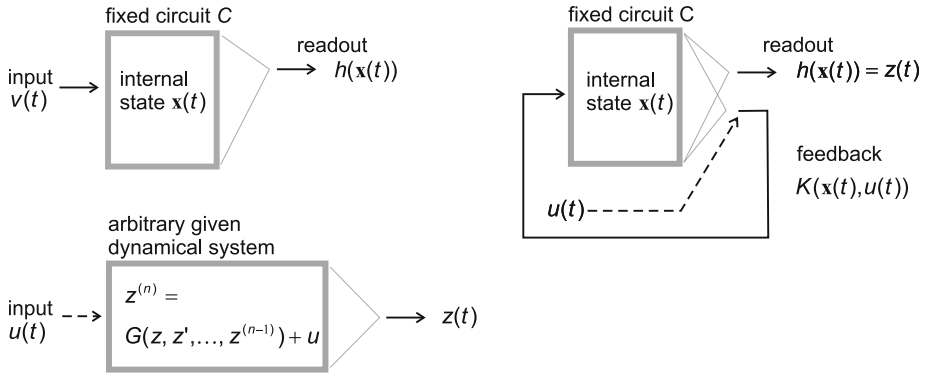 fixed circuit C
input
v(t)
internal
state x(t)
readout
h(x(t))
arbitrary given
dynamical system
input
u(t)
z⁽ⁿ⁾ =
G(z, z',..., z⁽ⁿ⁻¹⁾) + u
z(t)
fixed circuit C
internal
state x(t)
readout
h(x(t)) = z(t)
feedback
K(x(t),u(t))
u(t)